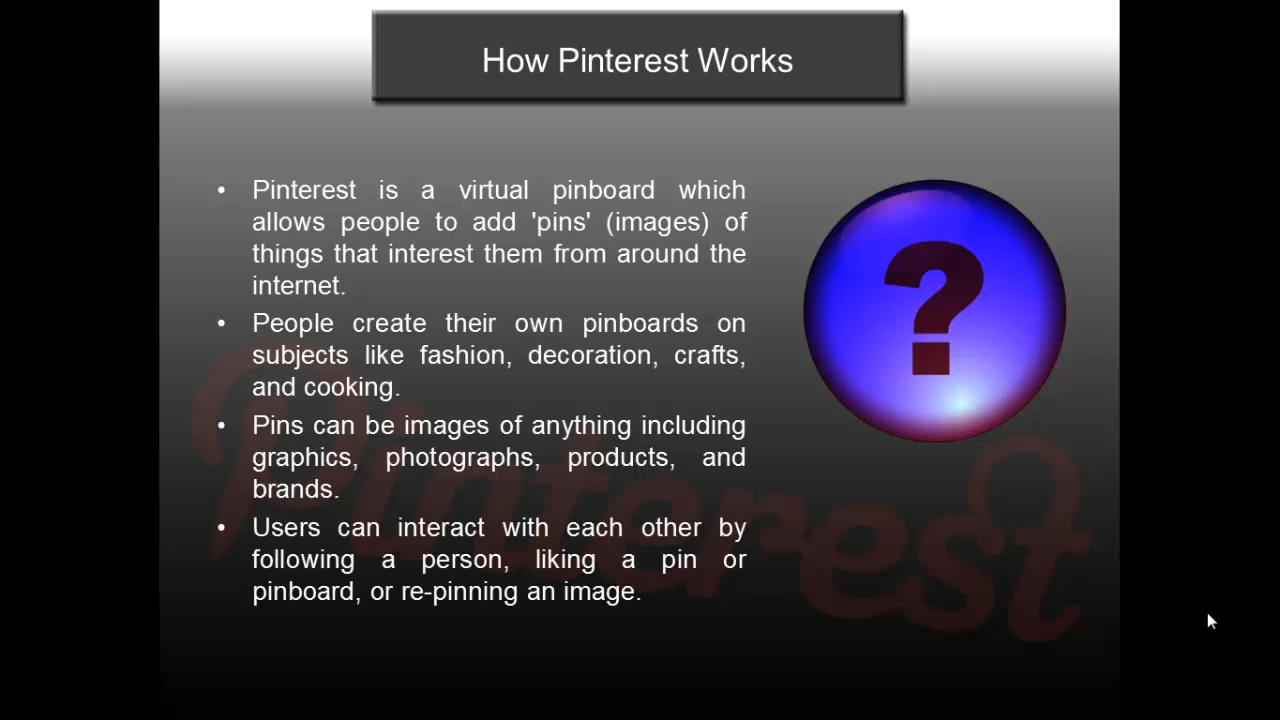 How Pinterest Works
• Pinterest is a virtual pinboard which
allows people to add 'pins' (images) of
things that interest them from around the
internet.
• People create their own pinboards on
subjects like fashion, decoration, crafts,
and cooking.
• Pins can be images of anything including
graphics, photographs, products, and
brands.
• Users can interact with each other by
following a person, liking a pin or
pinboard, or re-pinning an image.
?
Pinterest